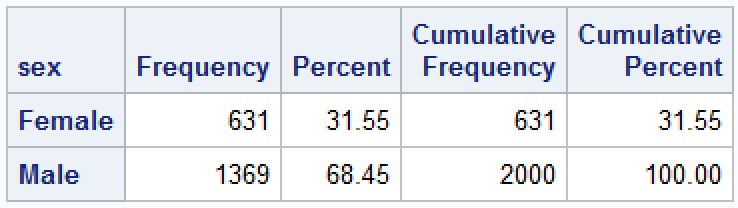 sex Frequency Percent Cumulative Frequency Cumulative Percent
Female 631 31.55 631 31.55
Male 1369 68.45 2000 100.00